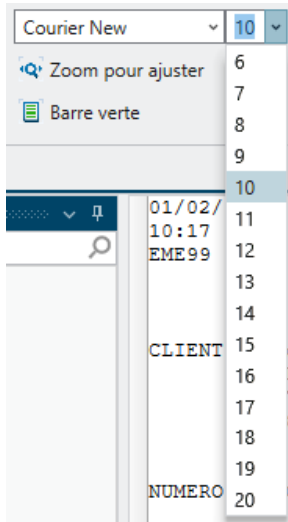 Courier New 10
Zoom pour ajuster
Barre verte
6
7
8
9
10
11
12
13
14
15
16
17
18
19
20
01/02/
10:17
EME99
CLIENT
NUMERO